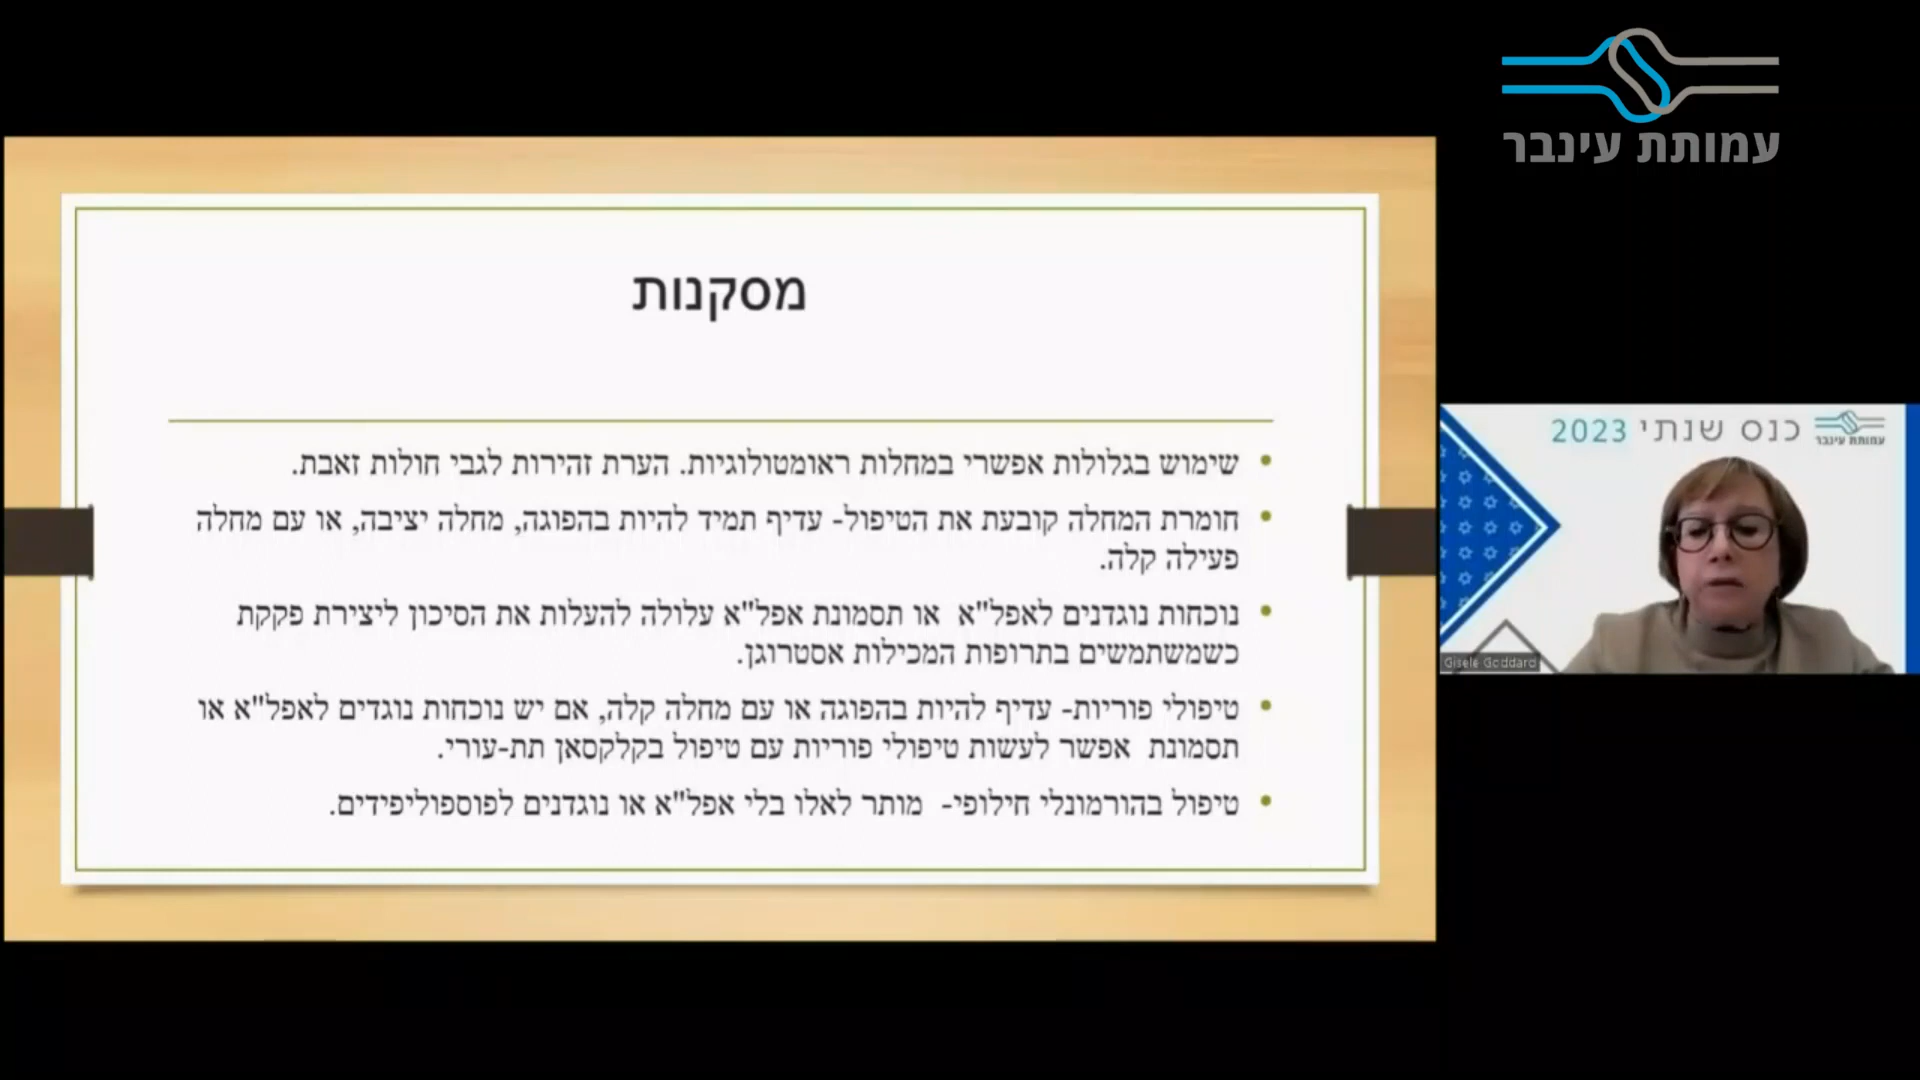 עמותת עינבר
מסקנות
• שימוש בגלולות אפשרי במחלות ראומטולוגיות. הערת זהירות לגבי חולות זאבת.
• חומרת המחלה קובעת את הטיפול- עדיף תמיד להיות בהפוגה, מחלה יציבה, או עם מחלה
פעילה קלה.
• נוכחות נוגדנים לאפל"א או תסמונת אפל"א עלולה להעלות את הסיכון ליצירת פקקת
כשמשתמשים בתרופות המכילות אסטרוגן.
• טיפולי פוריות- עדיף להיות בהפוגה או עם מחלה קלה, אם יש נוכחות נוגדים לאפל"א או
תסמונת אפשר לעשות טיפולי פוריות עם טיפול בקלקסאן תת-עורי.
• טיפול בהורמונלי חילופי- מותר לאלו בלי אפל"א או נוגדנים לפוספוליפידים.
כנס שנתי 2023
עמותת עינבר
Gisele Goddard